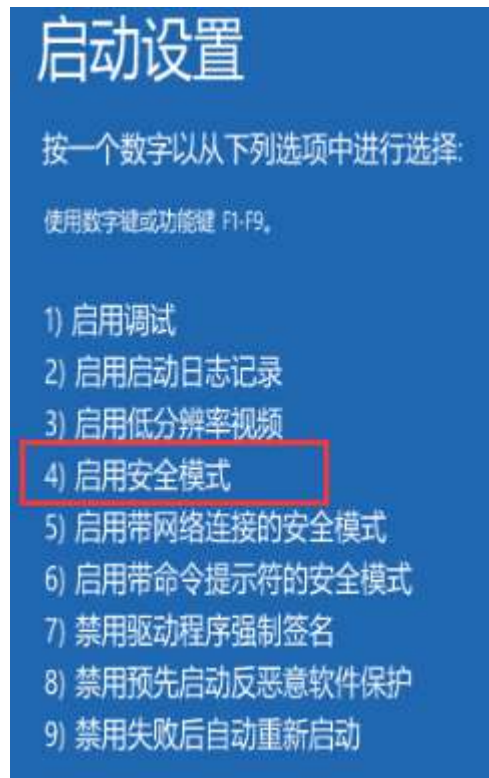 启动设置
按一个数字以从下列选项中进行选择:
使用数字键或功能键 F1-F9。
1) 启用调试
2) 启用启动日志记录
3) 启用低分辨率视频
4) 启用安全模式
5) 启用带网络连接的安全模式
6) 启用带命令提示符的安全模式
7) 禁用驱动程序强制签名
8) 禁用预先启动反恶意软件保护
9) 禁用失败后自动重新启动